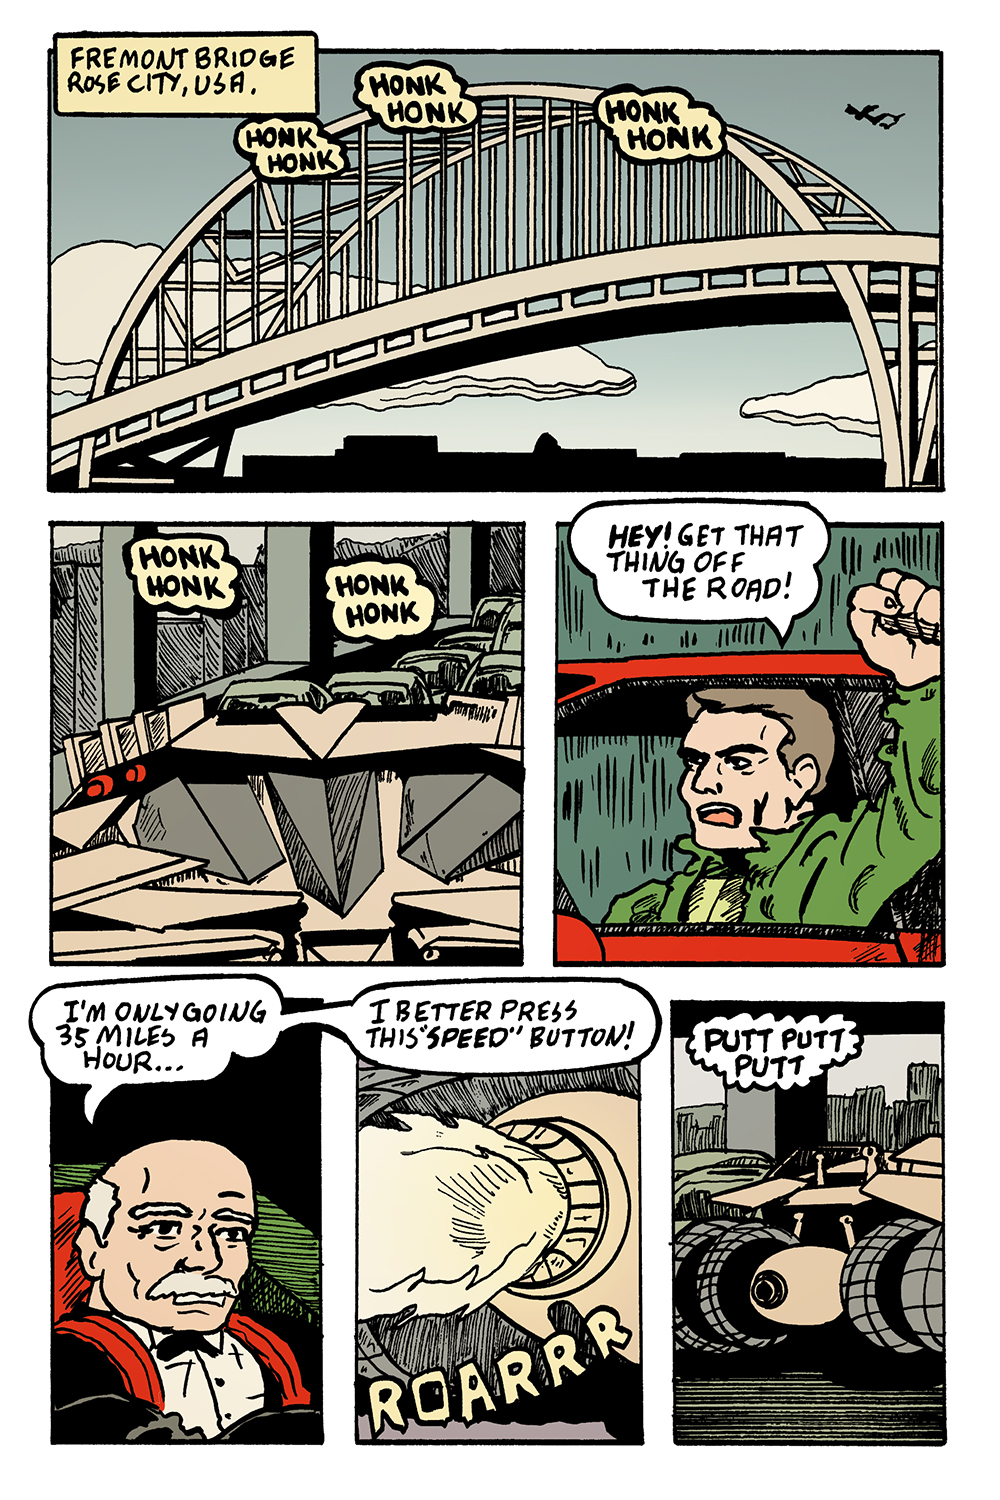 FREMONT BRIDGE
ROSE CITY, USA.
HONK
HONK
HONK
HONK
HONK
HONK
HONK
HONK
HONK
HONK
HEY! GET THAT
THING OFF
THE ROAD!
I'M ONLY GOING
35 MILES A
HOUR...
I BETTER PRESS
THIS "SPEED" BUTTON!
ROARRR
PUTT PUTT
PUTT